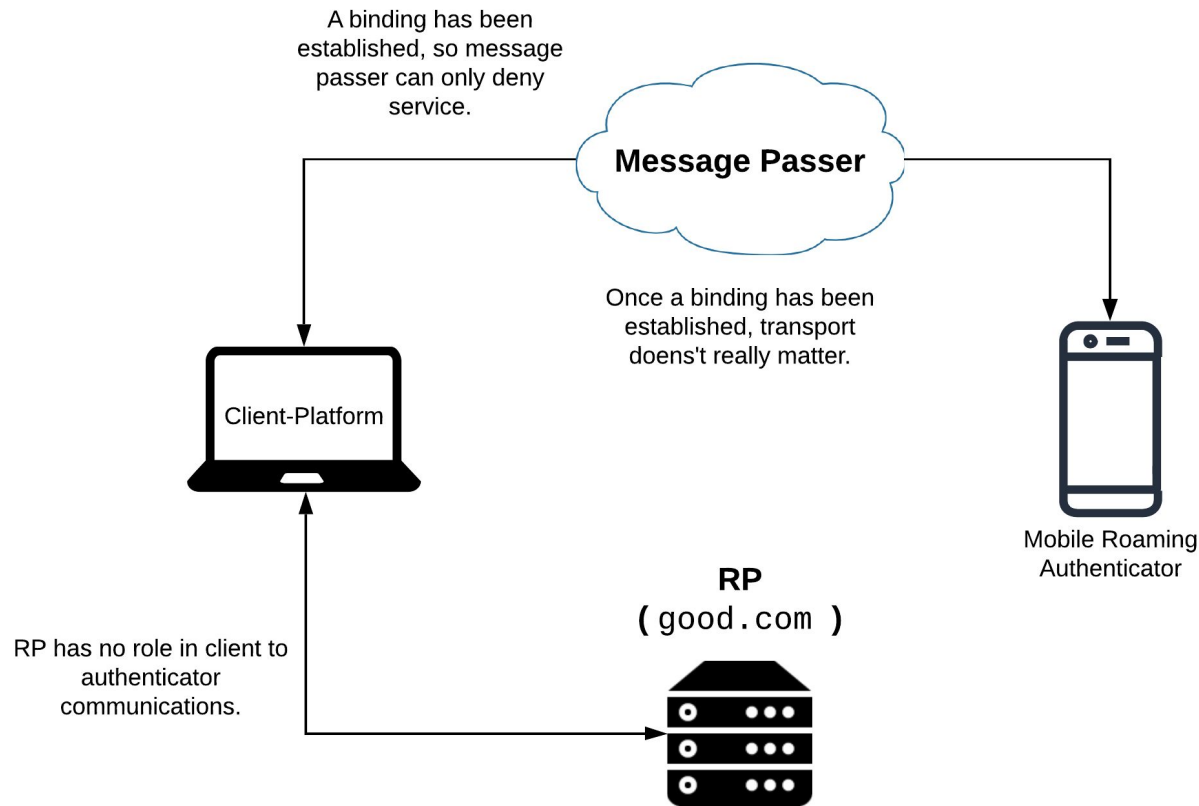 A binding has been
established, so message
passer can only deny
service.
Message Passer
Once a binding has been
established, transport
doens't really matter.
Client-Platform
Mobile Roaming
Authenticator
RP
( good.com )
RP has no role in client to
authenticator
communications.